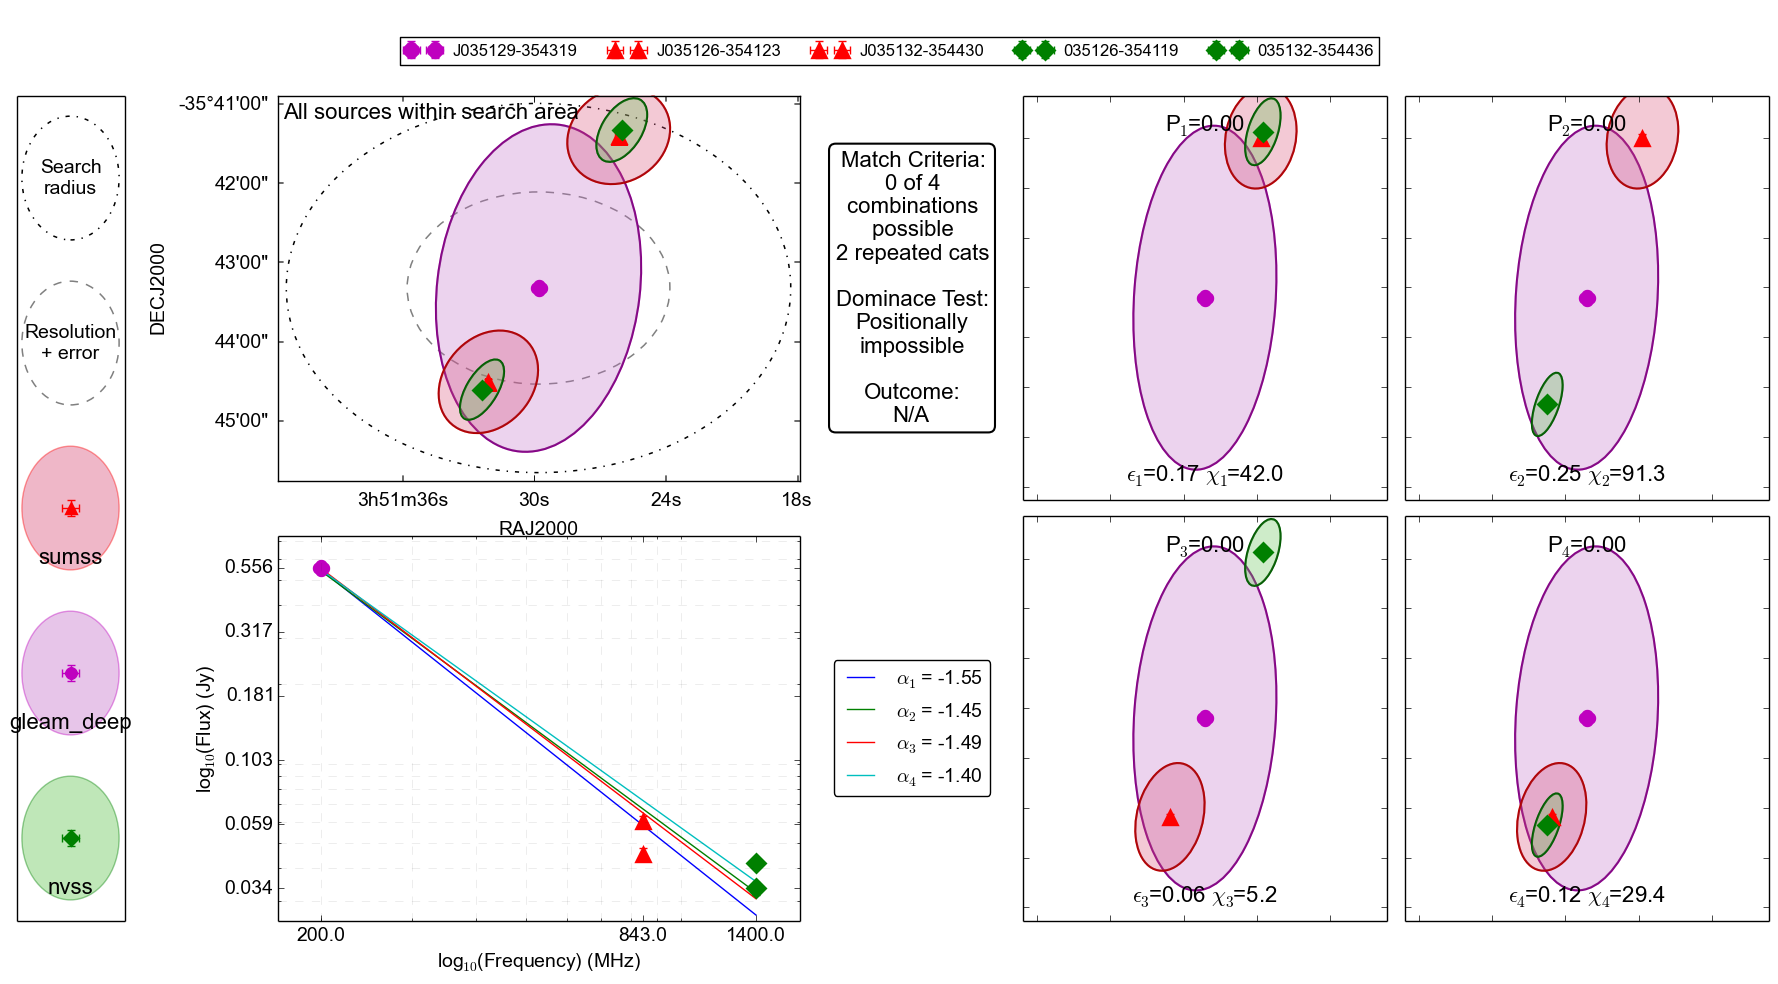 J035129-354319 J035126-354123 J035132-354430 035126-354119 035132-354436
Search
radius
Resolution
+ error
sumss
gleam_deep
nvss
All sources within search area
-35°41'00"
42'00"
43'00"
44'00"
45'00"
DECJ2000
3h51m36s 30s 24s 18s
RAJ2000
Match Criteria:
0 of 4
combinations
possible
2 repeated cats
Dominace Test:
Positionally
impossible
Outcome:
N/A
P1=0.00
ϵ1=0.17 χ1=42.0
P2=0.00
ϵ2=0.25 χ2=91.3
0.556
0.317
0.181
0.103
0.059
0.034
log10(Flux) (Jy)
200.0 843.0 1400.0
log10(Frequency) (MHz)
α1 = -1.55
α2 = -1.45
α3 = -1.49
α4 = -1.40
P3=0.00
ϵ3=0.06 χ3=5.2
P4=0.00
ϵ4=0.12 χ4=29.4